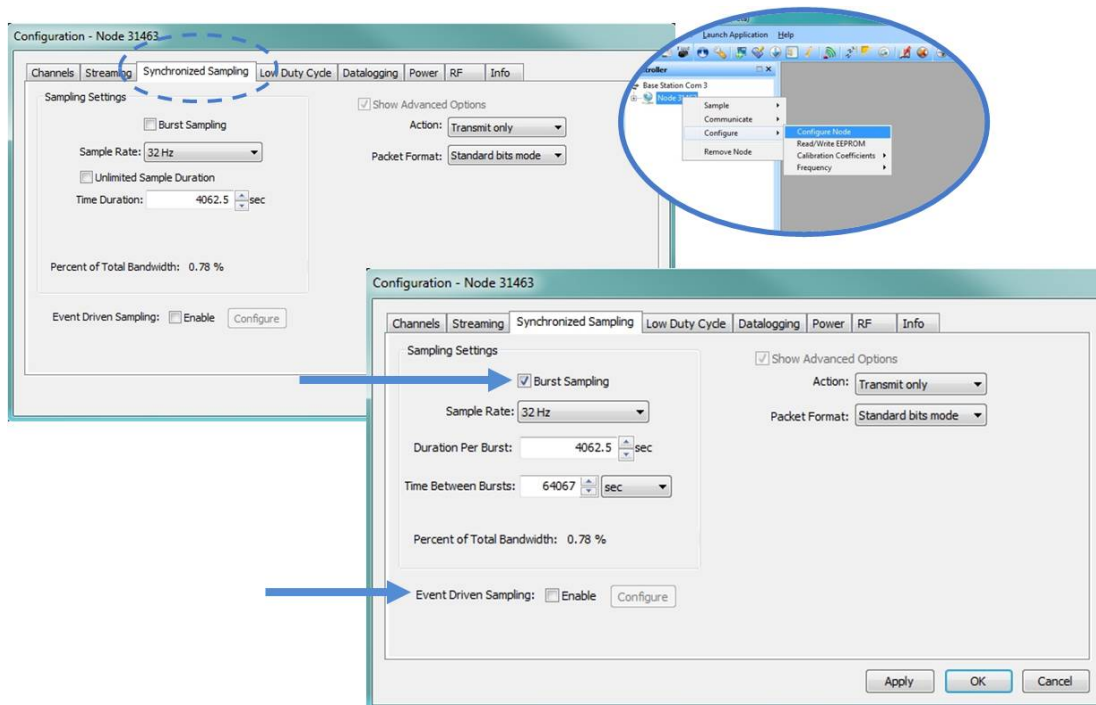 Configuration - Node 31463
Channels Streaming Synchronized Sampling Low Duty Cycle Datalogging Power RF Info
Sampling Settings
Burst Sampling
Sample Rate: 32 Hz
Unlimited Sample Duration
Time Duration: 4062.5 sec
Percent of Total Bandwidth: 0.78 %
Event Driven Sampling: Enable Configure
Show Advanced Options
Action: Transmit only
Packet Format: Standard bits mode
Launch Application Help
Base Station Com 3
Sample
Communicate
Configure
Remove Node
Configure Node
Read/Write EEPROM
Calibration Coefficients
Frequency
Configuration - Node 31463
Channels Streaming Synchronized Sampling Low Duty Cycle Datalogging Power RF Info
Sampling Settings
Burst Sampling
Sample Rate: 32 Hz
Duration Per Burst: 4062.5 sec
Time Between Bursts: 64067 sec
Percent of Total Bandwidth: 0.78 %
Event Driven Sampling: Enable Configure
Show Advanced Options
Action: Transmit only
Packet Format: Standard bits mode
Apply OK Cancel